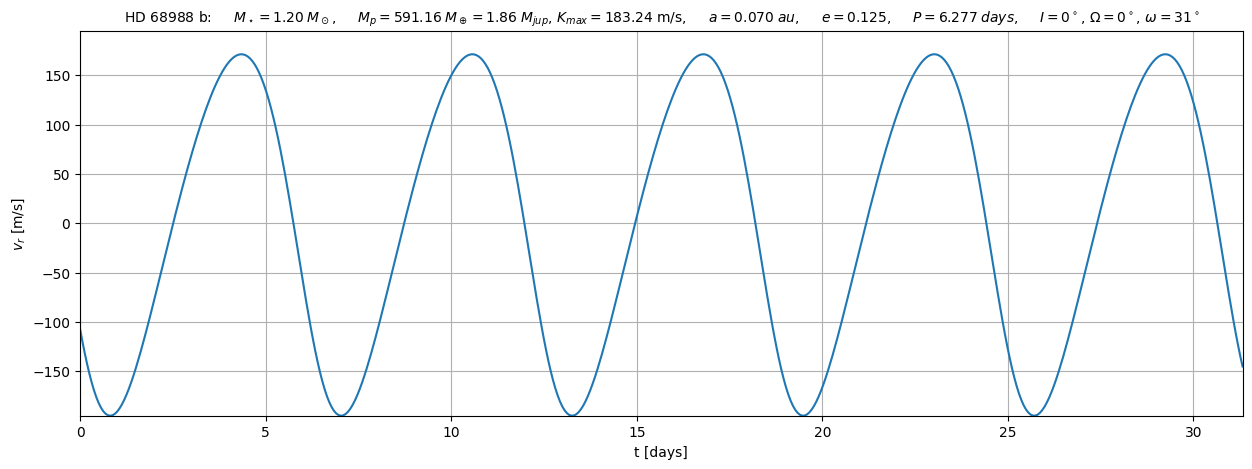 HD 68988 b: M⋆ = 1.20 M⊙, Mp = 591.16 M⊕ = 1.86 Mjup, Kmax = 183.24 m/s, a = 0.070 au, e = 0.125, P = 6.277 days, I = 0°, Ω = 0°, ω = 31°
150
100
50
0
−50
−100
−150
vr [m/s]
0 5 10 15 20 25 30
t [days]